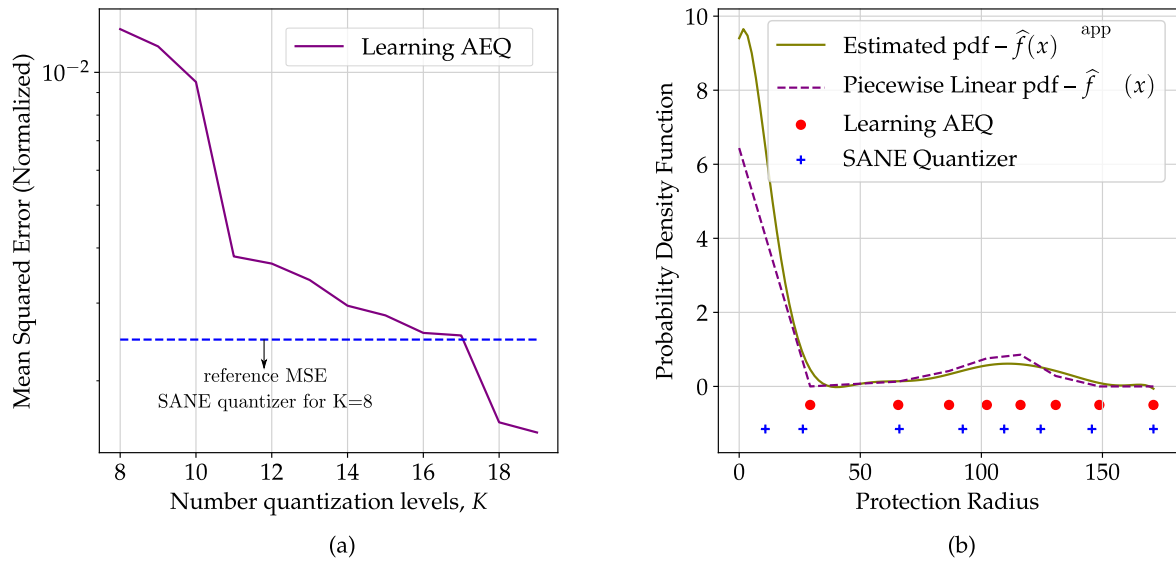 Mean Squared Error (Normalized)
10⁻²
Learning AEQ
reference MSE
SANE quantizer for K=8
8 10 12 14 16 18
Number quantization levels, K
(a)
Probability Density Function
10
8
6
4
2
0
Estimated pdf – f̂(x) app
Piecewise Linear pdf – f̂ (x)
Learning AEQ
SANE Quantizer
0 50 100 150
Protection Radius
(b)